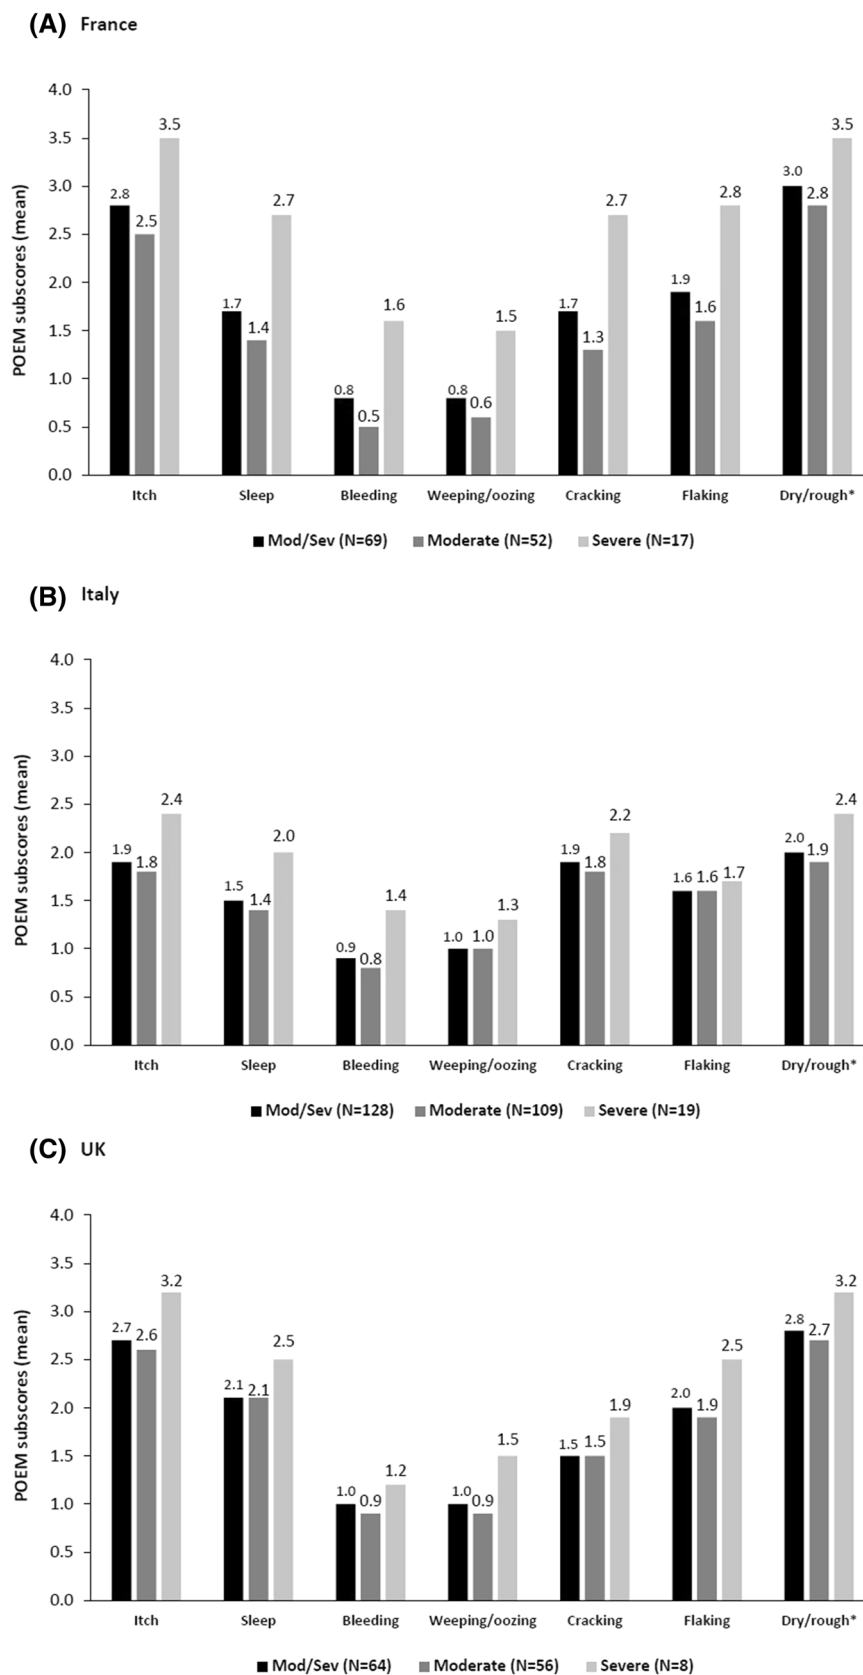 (A) France
POEM subscores (mean)
4.0
3.5
3.0
2.5
2.0
1.5
1.0
0.5
0.0
2.8 2.5 3.5
1.7 1.4 2.7
0.8 0.5 1.6
0.8 0.6 1.5
1.7 1.3 2.7
1.9 1.6 2.8
3.0 2.8 3.5
Itch Sleep Bleeding Weeping/oozing Cracking Flaking Dry/rough*
Mod/Sev (N=69) Moderate (N=52) Severe (N=17)
(B) Italy
POEM subscores (mean)
4.0
3.5
3.0
2.5
2.0
1.5
1.0
0.5
0.0
1.9 1.8 2.4
1.5 1.4 2.0
0.9 0.8 1.4
1.0 1.0 1.3
1.9 1.8 2.2
1.6 1.6 1.7
2.0 1.9 2.4
Itch Sleep Bleeding Weeping/oozing Cracking Flaking Dry/rough*
Mod/Sev (N=128) Moderate (N=109) Severe (N=19)
(C) UK
POEM subscores (mean)
4.0
3.5
3.0
2.5
2.0
1.5
1.0
0.5
0.0
2.7 2.6 3.2
2.1 2.1 2.5
1.0 0.9 1.2
1.0 0.9 1.5
1.5 1.5 1.9
2.0 1.9 2.5
2.8 2.7 3.2
Itch Sleep Bleeding Weeping/oozing Cracking Flaking Dry/rough*
Mod/Sev (N=64) Moderate (N=56) Severe (N=8)